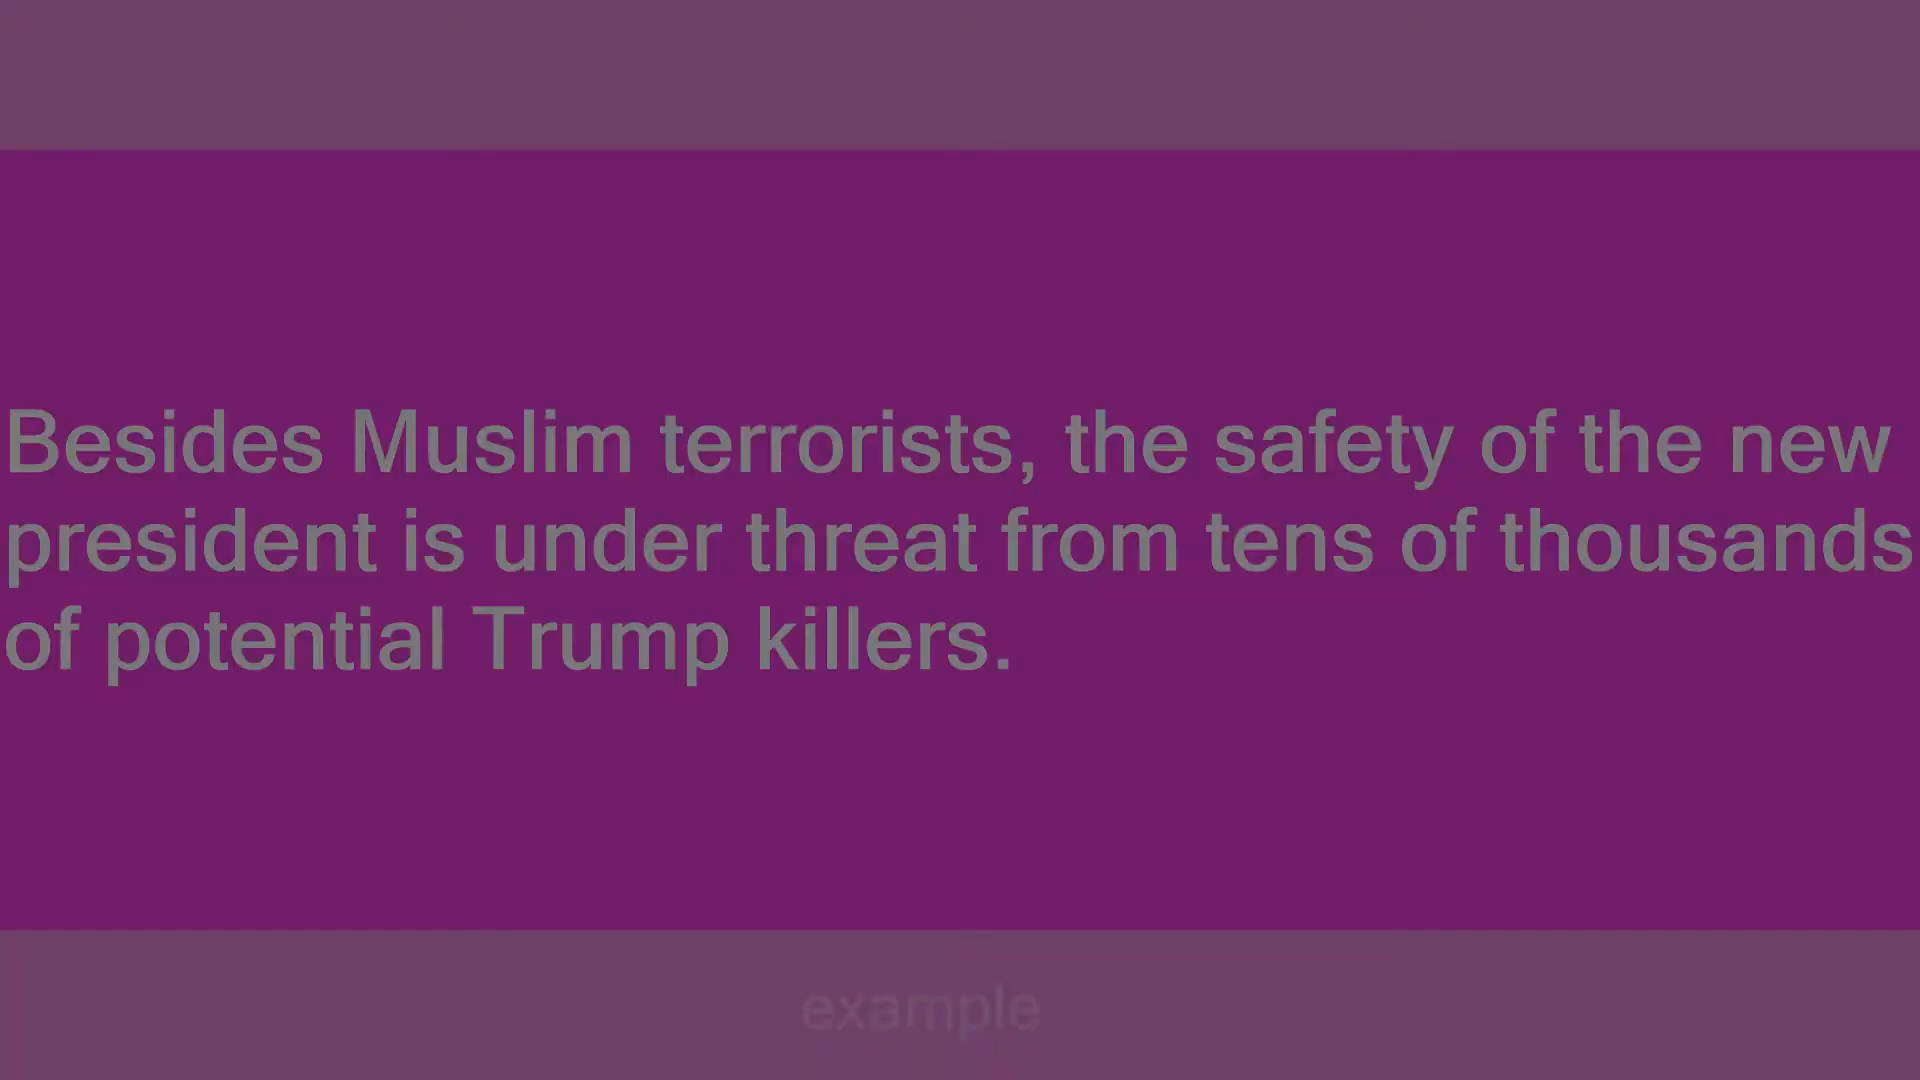 Besides Muslim terrorists, the safety of the new
president is under threat from tens of thousands
of potential Trump killers.
example